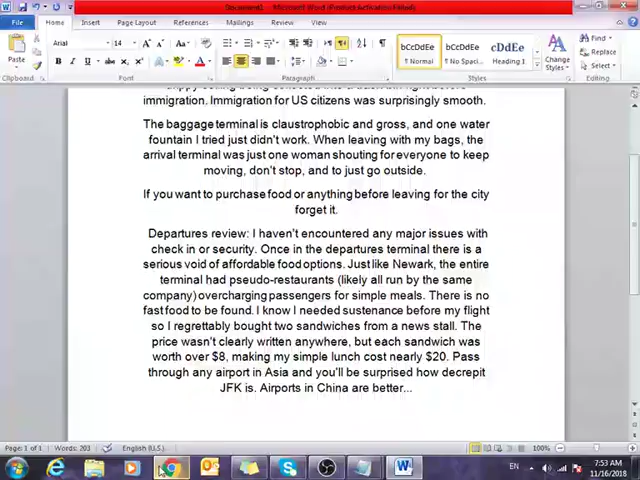 Document1 - Microsoft Word (Product Activation Failed)
File
Home
Insert
Page Layout
References
Mailings
Review
View
Arial
14
Paste
Clipboard
Font
Paragraph
bCcDdEe
¶ Normal
bCcDdEe
¶ No Spaci...
cDdEe
Heading 1
Change
Styles
Styles
Find
Replace
Select
Editing
immigration. Immigration for US citizens was surprisingly smooth.
The baggage terminal is claustrophobic and gross, and one water
fountain I tried just didn't work. When leaving with my bags, the
arrival terminal was just one woman shouting for everyone to keep
moving, don't stop, and to just go outside.
If you want to purchase food or anything before leaving for the city
forget it.
Departures review: I haven't encountered any major issues with
check in or security. Once in the departures terminal there is a
serious void of affordable food options. Just like Newark, the entire
terminal had pseudo-restaurants (likely all run by the same
company) overcharging passengers for simple meals. There is no
fast food to be found. I know I needed sustenance before my flight
so I regrettably bought two sandwiches from a news stall. The
price wasn't clearly written anywhere, but each sandwich was
worth over $8, making my simple lunch cost nearly $20. Pass
through any airport in Asia and you'll be surprised how decrepit
JFK is. Airports in China are better...
Page: 1 of 1
Words: 203
English (U.S.)
100%
EN
7:53 AM
11/16/2018